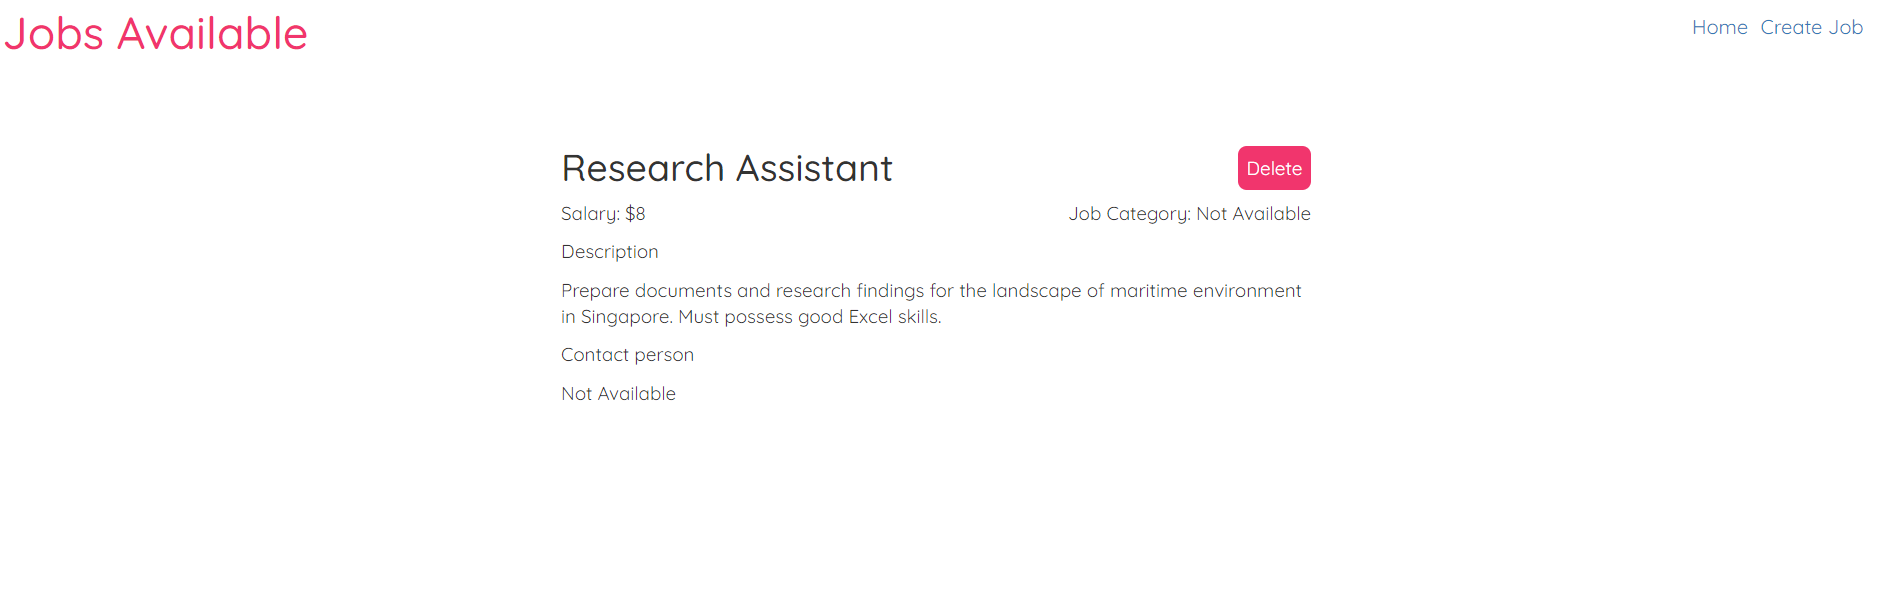 Jobs Available
Home Create Job
Research Assistant
Delete
Salary: $8
Job Category: Not Available
Description
Prepare documents and research findings for the landscape of maritime environment
in Singapore. Must possess good Excel skills.
Contact person
Not Available